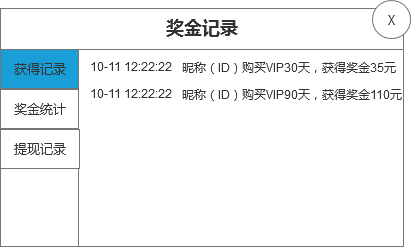 奖金记录
X
获得记录
10-11 12:22:22 昵称（ID）购买VIP30天，获得奖金35元
10-11 12:22:22 昵称（ID）购买VIP90天，获得奖金110元
奖金统计
提现记录